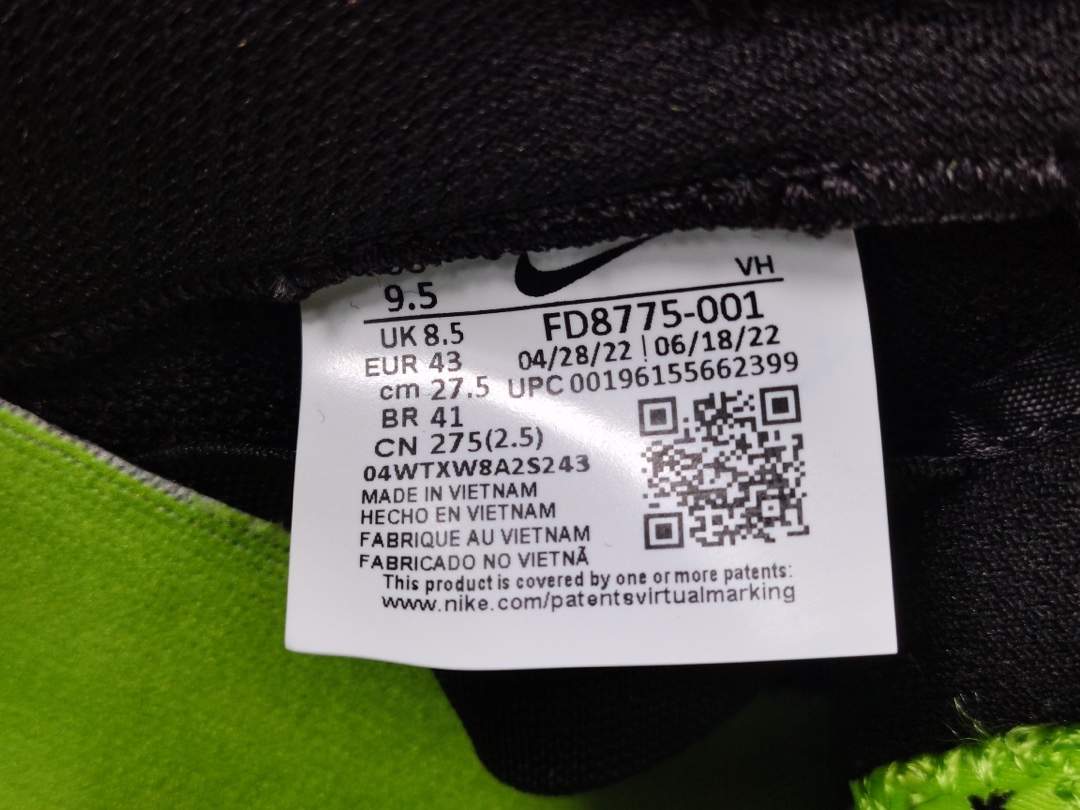 9.5
VH
UK 8.5
FD8775-001
EUR 43
04/28/22 | 06/18/22
cm 27.5
UPC 00196155662399
BR 41
CN 275(2.5)
04WTXW8A2S243
MADE IN VIETNAM
HECHO EN VIETNAM
FABRIQUE AU VIETNAM
FABRICADO NO VIETNÃ
This product is covered by one or more patents:
www.nike.com/patentsvirtualmarking